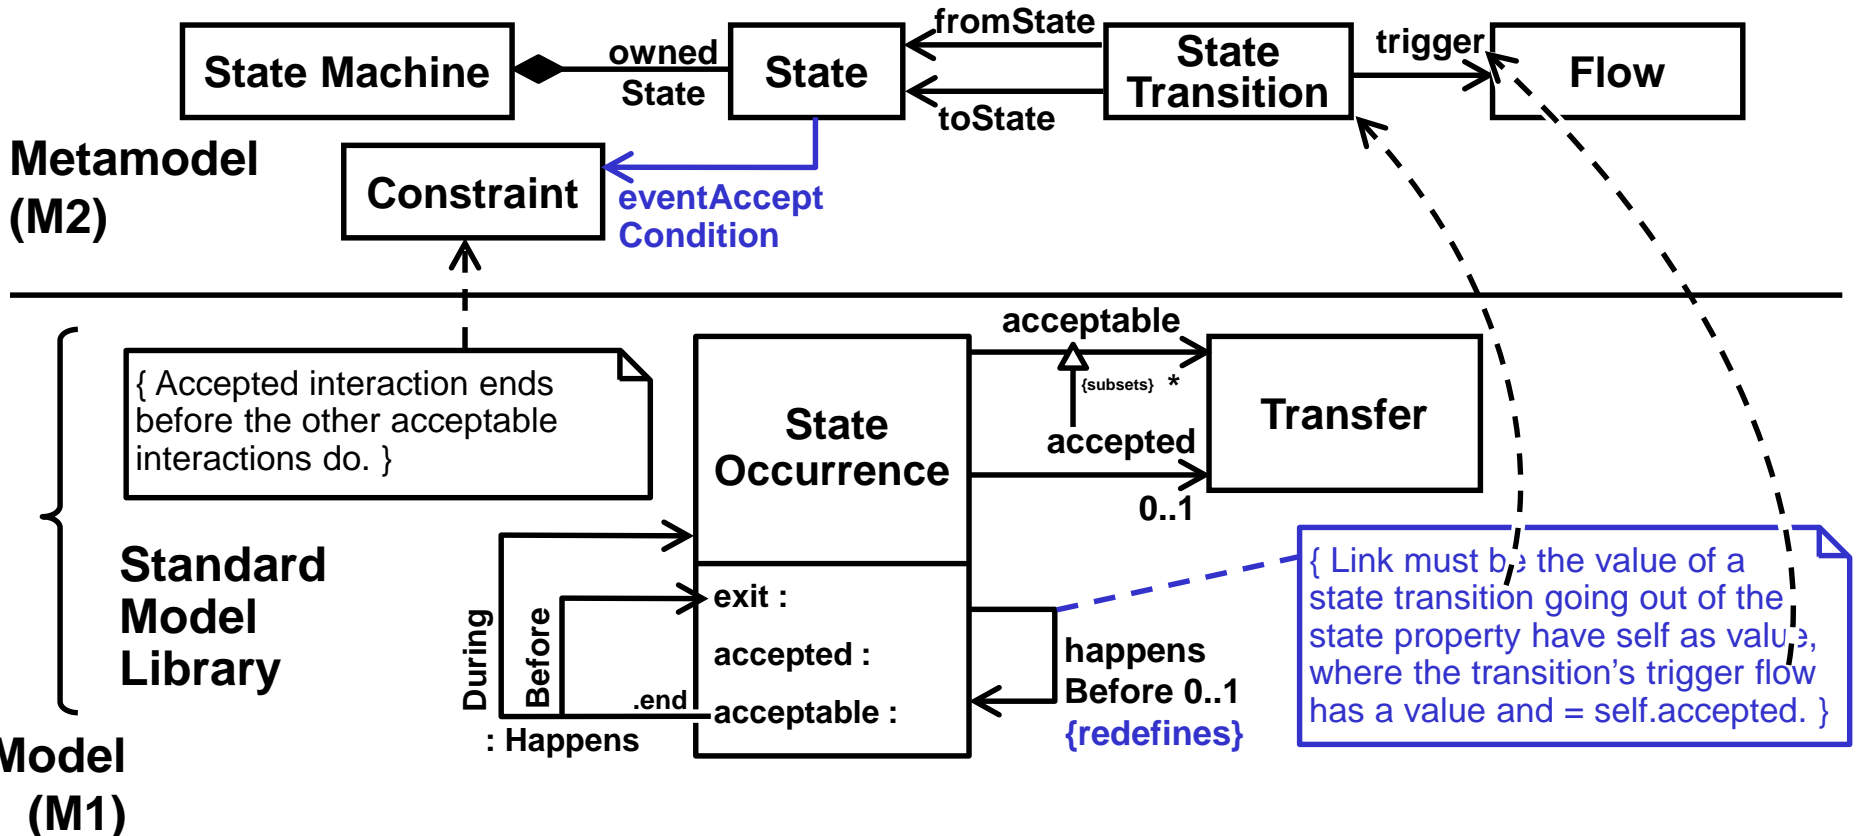 State Machine
owned
State
State
fromState
toState
State
Transition
trigger
Flow
Metamodel
(M2)
Constraint
eventAccept
Condition
{ Accepted interaction ends
before the other acceptable
interactions do. }
State
Occurrence
acceptable
{subsets} *
accepted
0..1
Transfer
Standard
Model
Library
During
Before
.end
: Happens
exit :
accepted :
acceptable :
happens
Before 0..1
{redefines}
{ Link must be the value of a
state transition going out of the
state property have self as value,
where the transition's trigger flow
has a value and = self.accepted. }
Model
(M1)